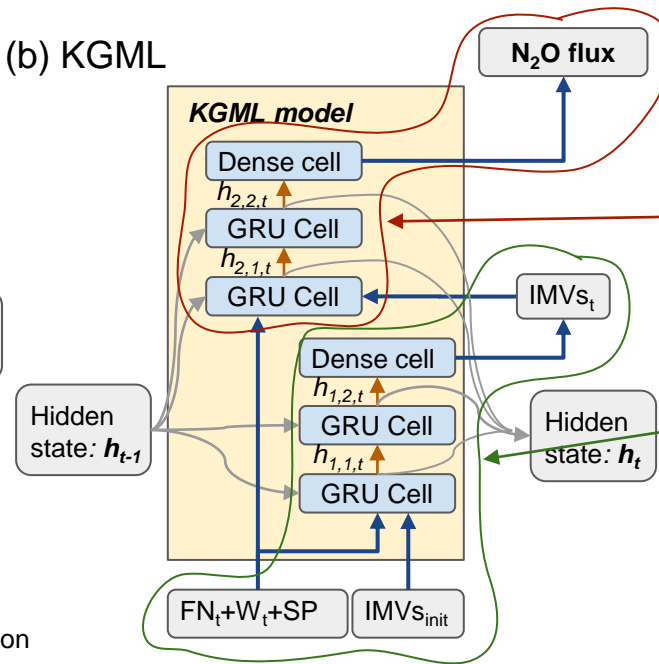 (b) KGML
N₂O flux
KGML model
Dense cell
h₂,₂,ₜ
GRU Cell
h₂,₁,ₜ
GRU Cell
IMVsₜ
Dense cell
h₁,₂,ₜ
GRU Cell
h₁,₁,ₜ
GRU Cell
Hidden
state: hₜ₋₁
Hidden
state: hₜ
FNₜ+Wₜ+SP
IMVsᵢₙᵢₜ
on